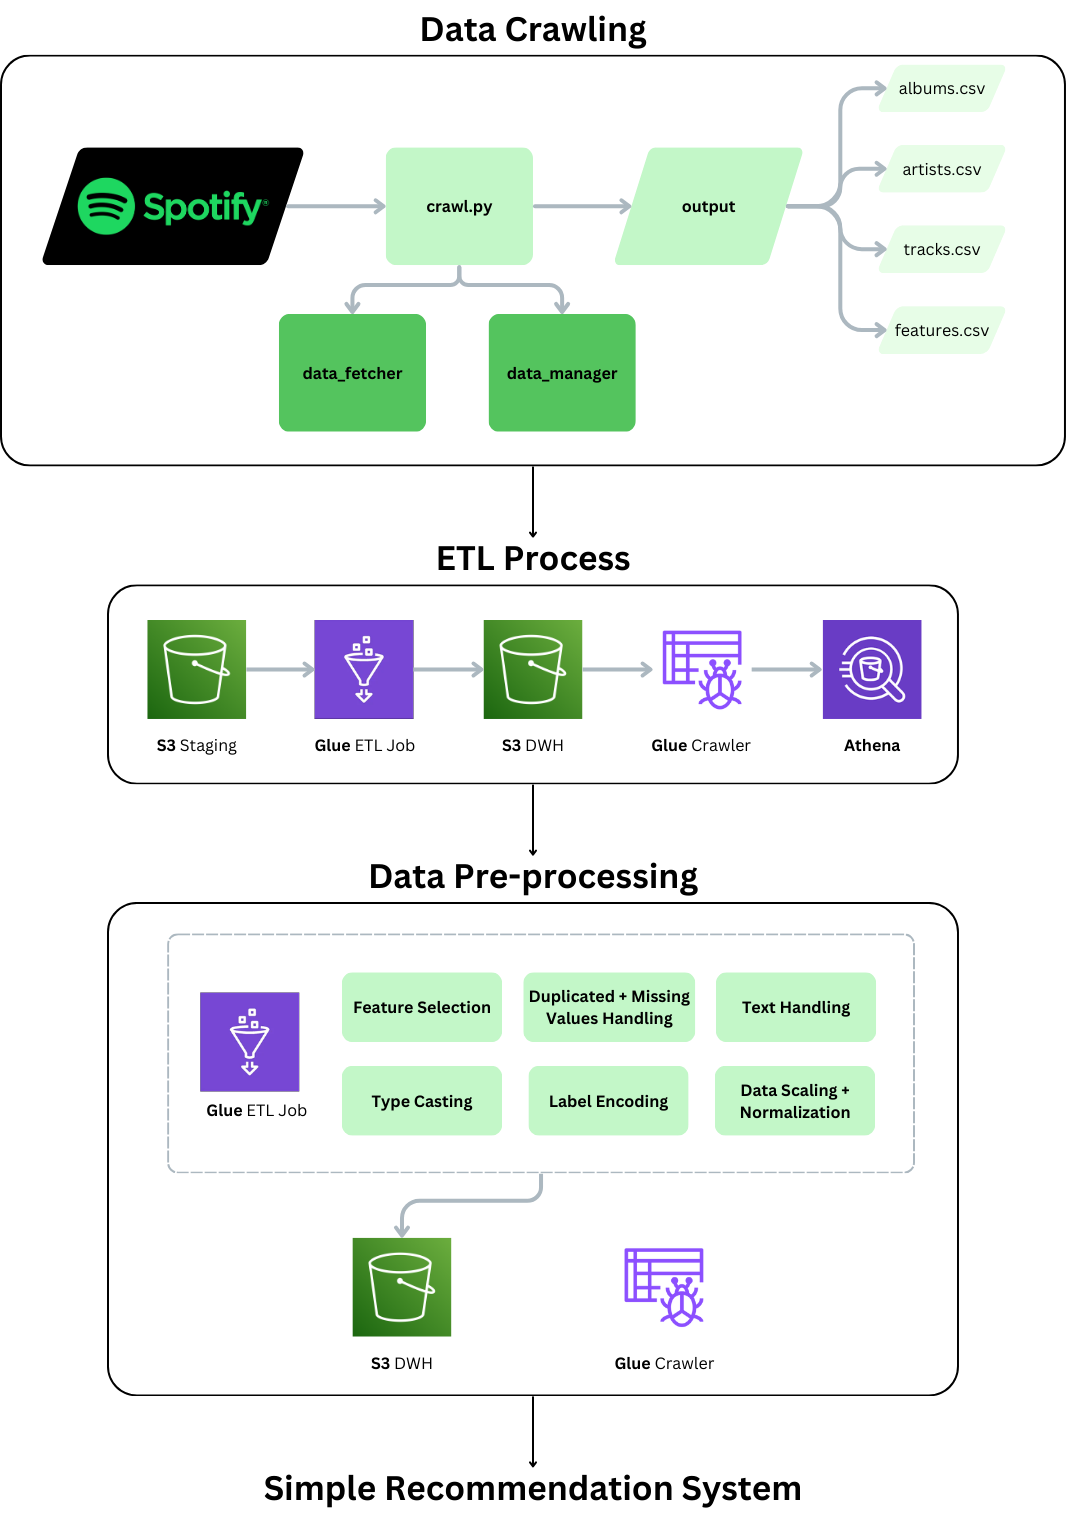 Data Crawling
albums.csv
artists.csv
Spotify®
crawl.py
output
tracks.csv
features.csv
data_fetcher
data_manager
ETL Process
S3 Staging
Glue ETL Job
S3 DWH
Glue Crawler
Athena
Data Pre-processing
Feature Selection
Duplicated + Missing
Values Handling
Text Handling
Glue ETL Job
Type Casting
Label Encoding
Data Scaling +
Normalization
S3 DWH
Glue Crawler
Simple Recommendation System